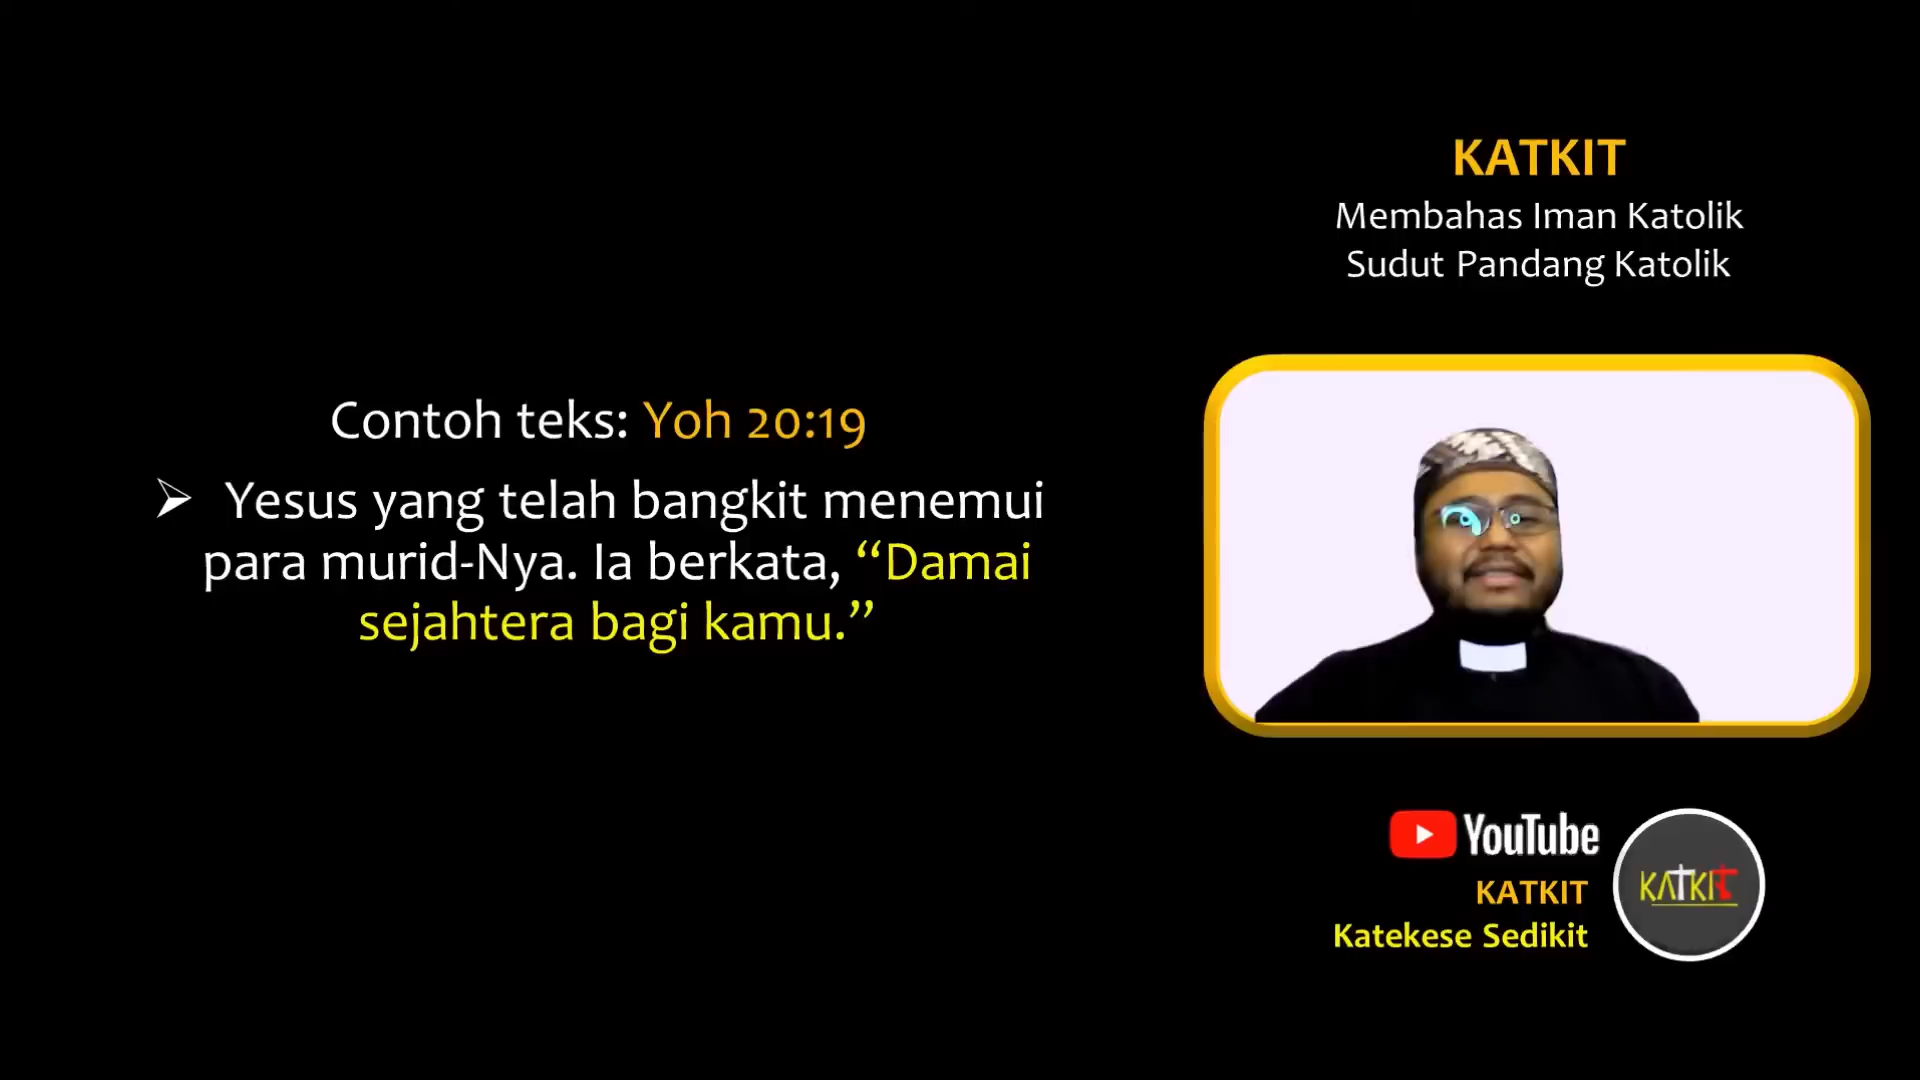 Contoh teks: Yoh 20:19
➢ Yesus yang telah bangkit menemui
para murid-Nya. Ia berkata, “Damai
sejahtera bagi kamu.”
KATKIT
Membahas Iman Katolik
Sudut Pandang Katolik
YouTube
KATKIT
Katekese Sedikit
KATKIT